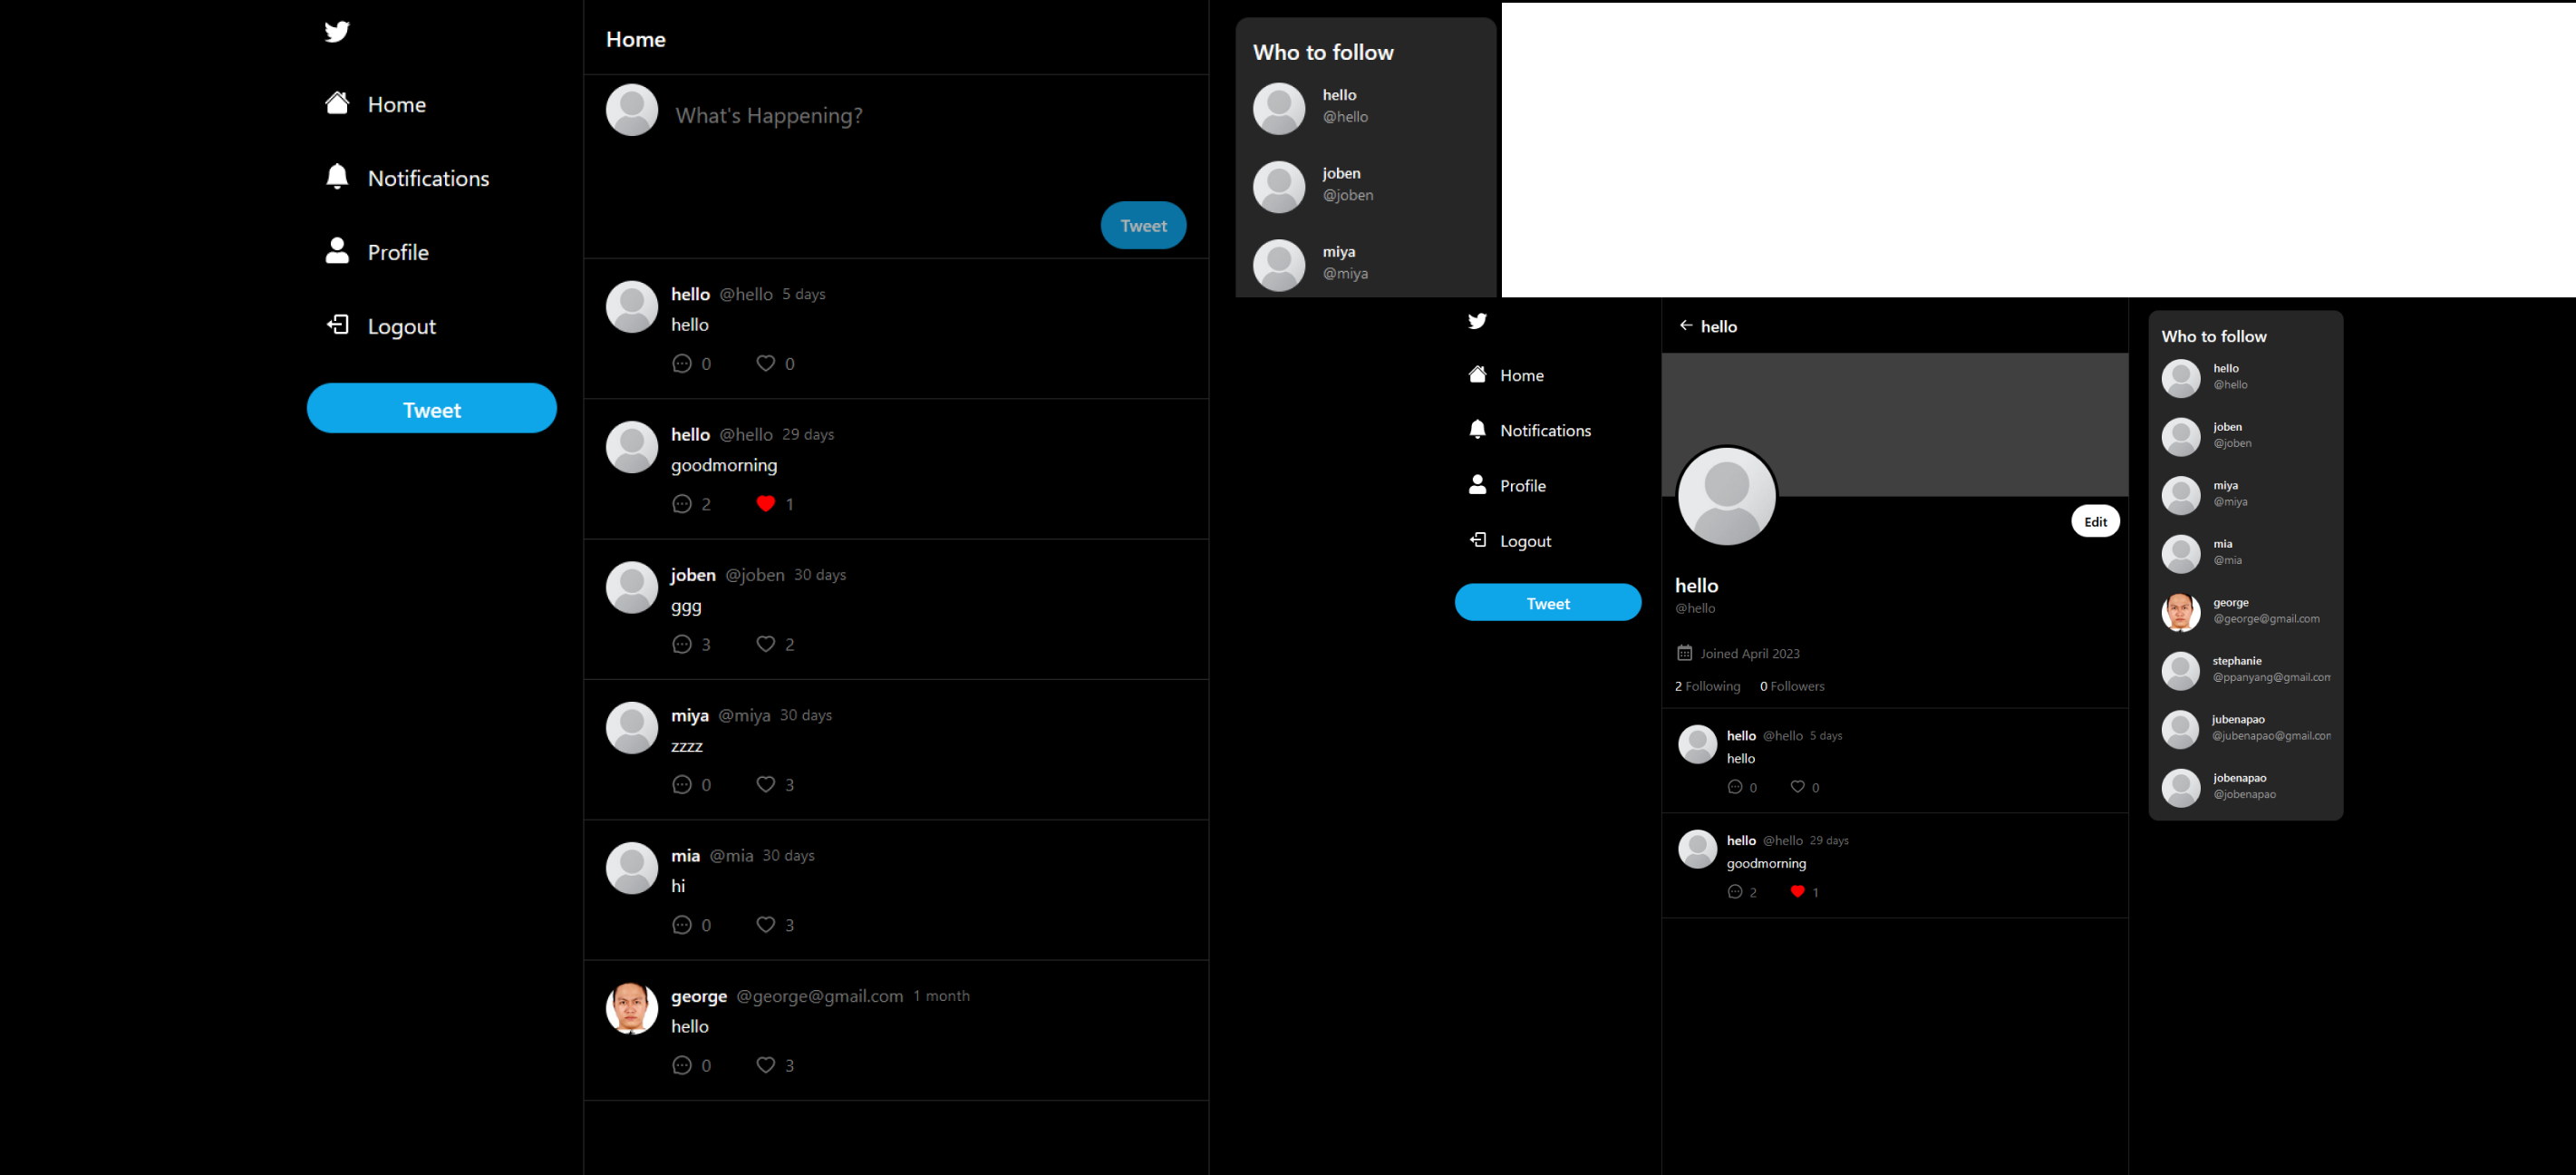 Home
Notifications
Profile
Logout
Tweet
Home
What's Happening?
Tweet
hello @hello 5 days
hello
0 0
hello @hello 29 days
goodmorning
2 1
joben @joben 30 days
ggg
3 2
miya @miya 30 days
zzzz
0 3
mia @mia 30 days
hi
0 3
george @george@gmail.com 1 month
hello
0 3
Who to follow
hello
@hello
joben
@joben
miya
@miya
Home
Notifications
Profile
Logout
Tweet
hello
Edit
hello
@hello
Joined April 2023
2 Following 0 Followers
hello @hello 5 days
hello
0 0
hello @hello 29 days
goodmorning
2 1
Who to follow
hello
@hello
joben
@joben
miya
@miya
mia
@mia
george
@george@gmail.com
stephanie
@ppanyang@gmail.com
jubenapao
@jubenapao@gmail.con
jobenapao
@jobenapao